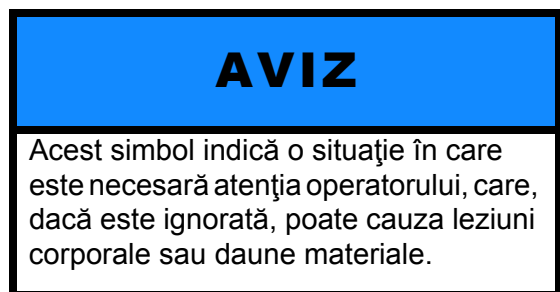 AVIZ
Acest simbol indică o situaţie în care
este necesară atenţia operatorului, care,
dacă este ignorată, poate cauza leziuni
corporale sau daune materiale.